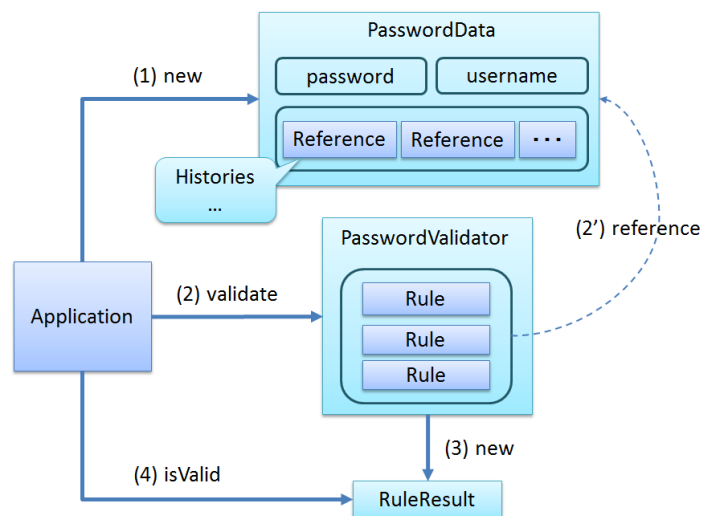 PasswordData
(1) new
password
username
Reference
Reference
...
Histories
...
PasswordValidator
(2') reference
(2) validate
Application
Rule
Rule
Rule
(3) new
(4) isValid
RuleResult